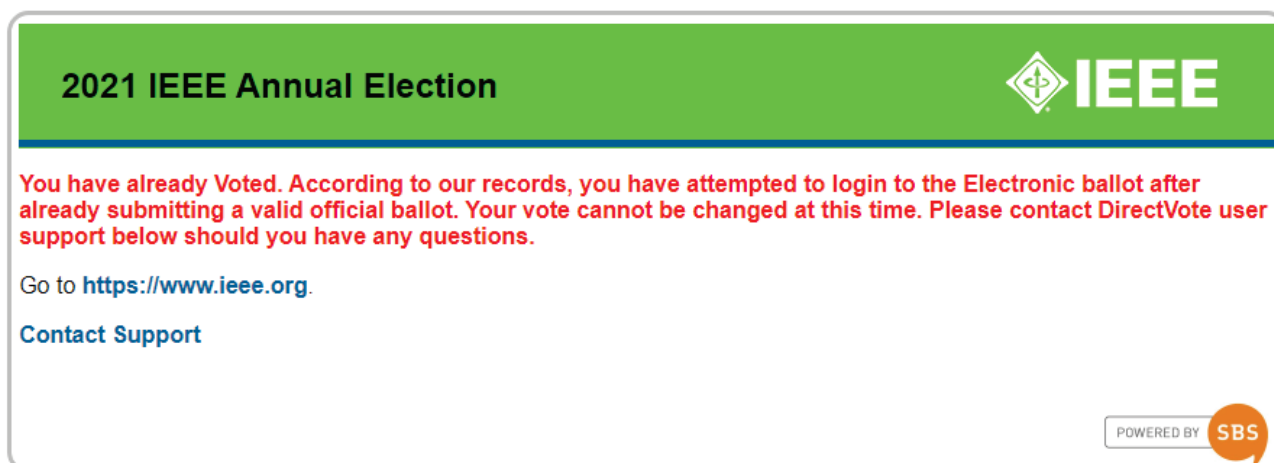 2021 IEEE Annual Election
IEEE
You have already Voted. According to our records, you have attempted to login to the Electronic ballot after
already submitting a valid official ballot. Your vote cannot be changed at this time. Please contact DirectVote user
support below should you have any questions.
Go to https://www.ieee.org.
Contact Support
POWERED BY SBS